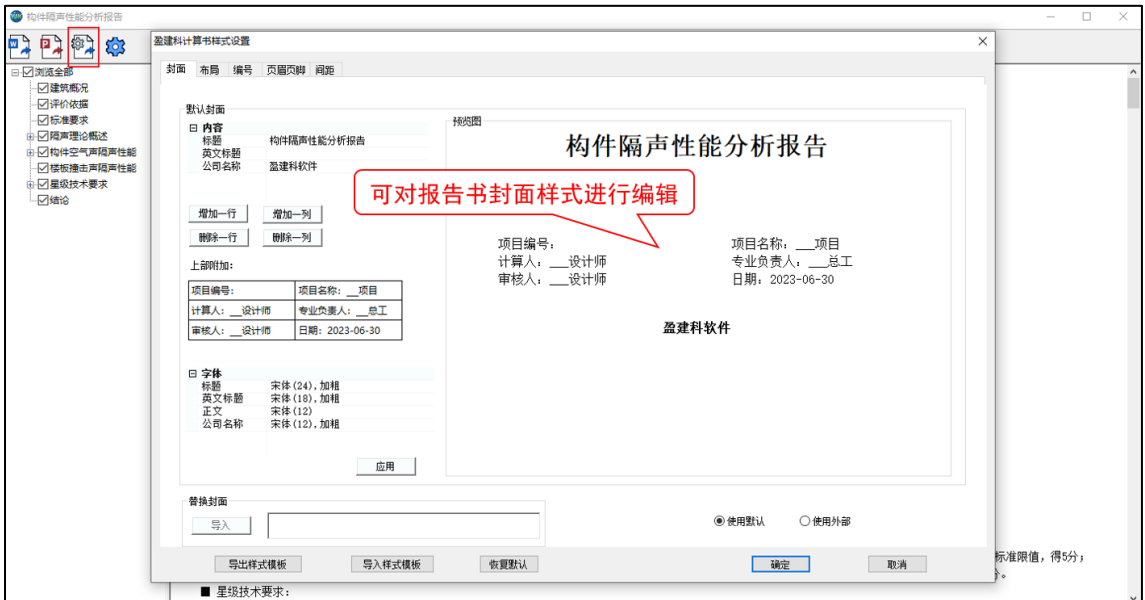 构件隔声性能分析报告
盈建科计算书样式设置
浏览全部
建筑概况
评价依据
标准要求
隔声理论概述
构件空气声隔声性能
楼板撞击声隔声性能
星级技术要求
结论
封面 布局 编号 页眉页脚 间距
默认封面
内容
标题 构件隔声性能分析报告
英文标题
公司名称 盈建科软件
增加一行 增加一列
删除一行 删除一列
上部附加:
项目编号: 项目名称: __项目
计算人: __设计师 专业负责人: __总工
审核人: __设计师 日期: 2023-06-30
字体
标题 宋体(24),加粗
英文标题 宋体(18),加粗
正文 宋体(12)
公司名称 宋体(12),加粗
应用
预览图
构件隔声性能分析报告
可对报告书封面样式进行编辑
项目编号: 项目名称: __项目
计算人: __设计师 专业负责人: __总工
审核人: __设计师 日期: 2023-06-30
盈建科软件
替换封面
导入
使用默认 使用外部
导出样式模板 导入样式模板 恢复默认 确定 取消
标准限值, 得5分;
■ 星级技术要求: